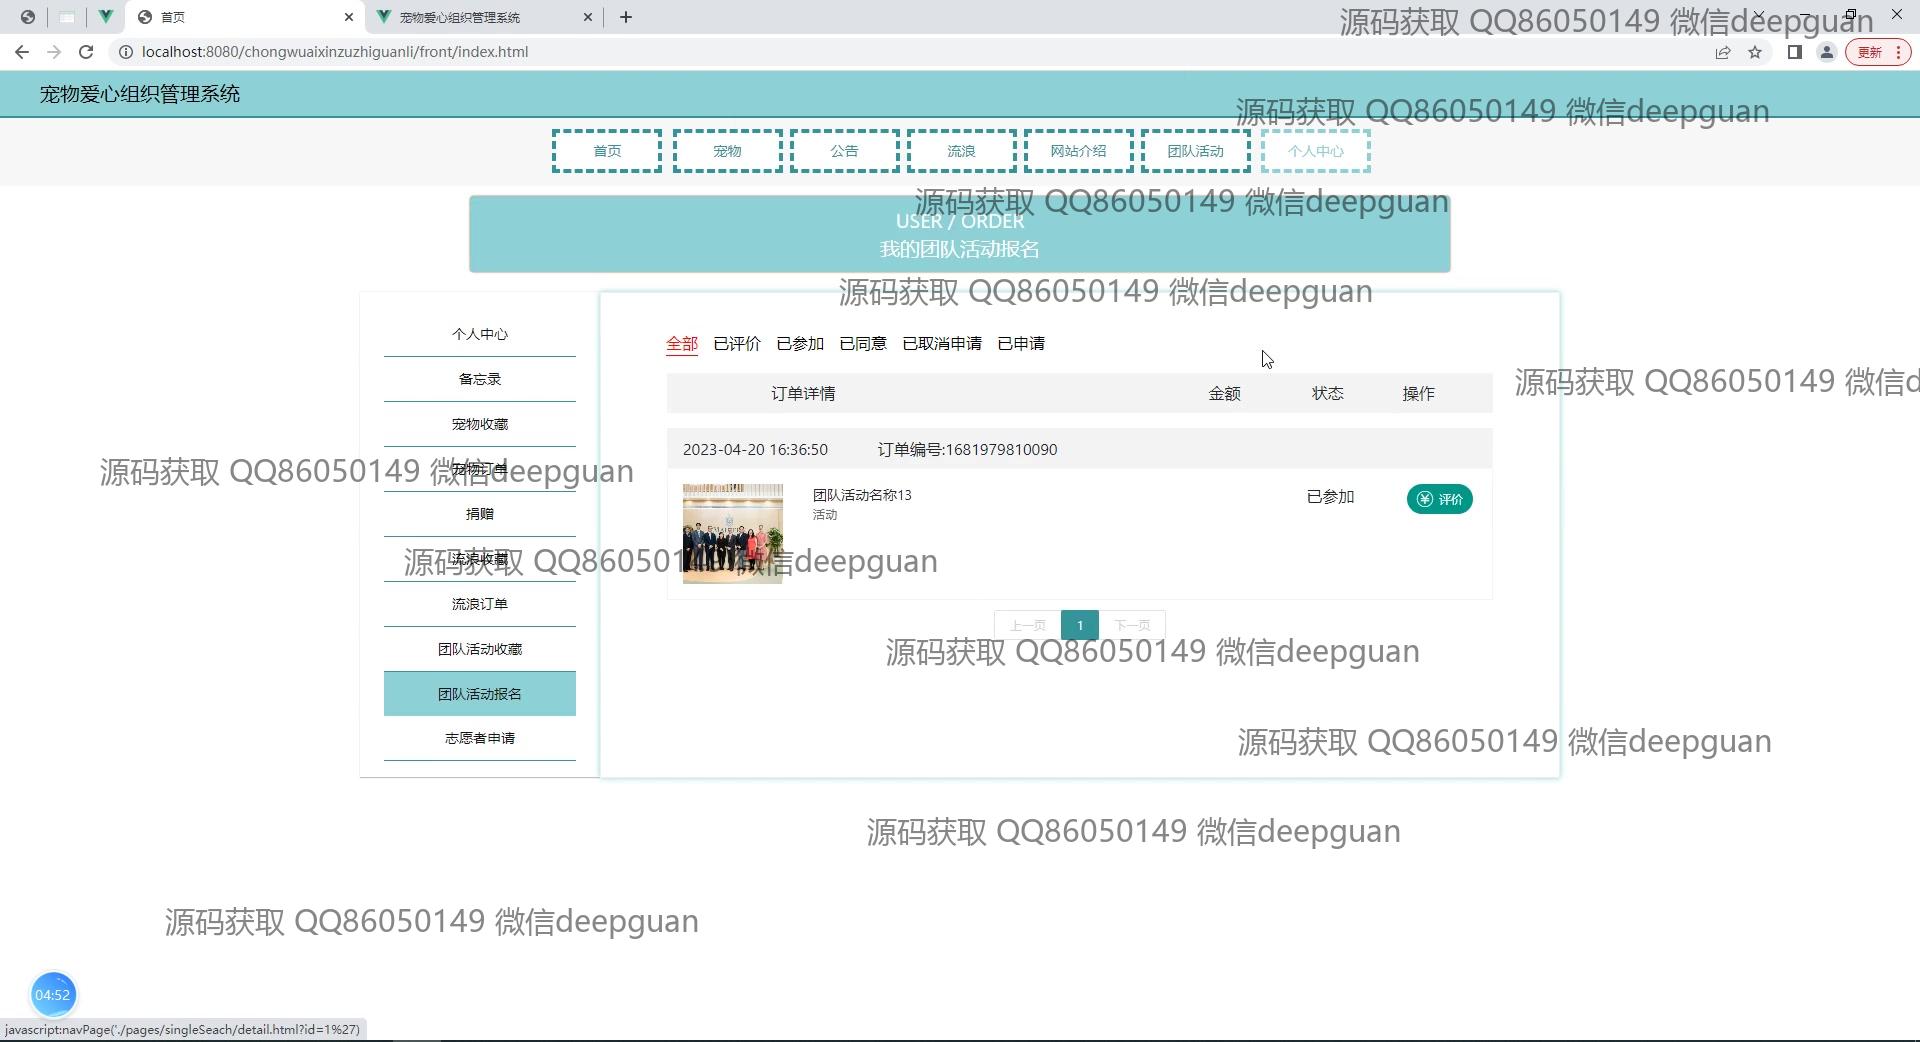 首页
宠物爱心组织管理系统
源码获取 QQ86050149 微信deepguan
localhost:8080/chongwuaixinzuzhiguanli/front/index.html
更新
宠物爱心组织管理系统
源码获取 QQ86050149 微信deepguan
首页 宠物 公告 流浪 网站介绍 团队活动 个人中心
源码获取 QQ86050149 微信deepguan
USER / ORDER
我的团队活动报名
源码获取 QQ86050149 微信deepguan
个人中心
备忘录
宠物收藏
宠物订单
捐赠
流浪收藏
流浪订单
团队活动收藏
团队活动报名
志愿者申请
全部 已评价 已参加 已同意 已取消申请 已申请
订单详情 金额 状态 操作
源码获取 QQ86050149 微信d
2023-04-20 16:36:50 订单编号:1681979810090
源码获取 QQ86050149 微信deepguan
团队活动名称13 已参加 评价
活动
源码获取 QQ860501 微信deepguan
上一页 1 下一页
源码获取 QQ86050149 微信deepguan
源码获取 QQ86050149 微信deepguan
源码获取 QQ86050149 微信deepguan
源码获取 QQ86050149 微信deepguan
04:52
javascript:navPage('./pages/singleSeach/detail.html?id=1%27)